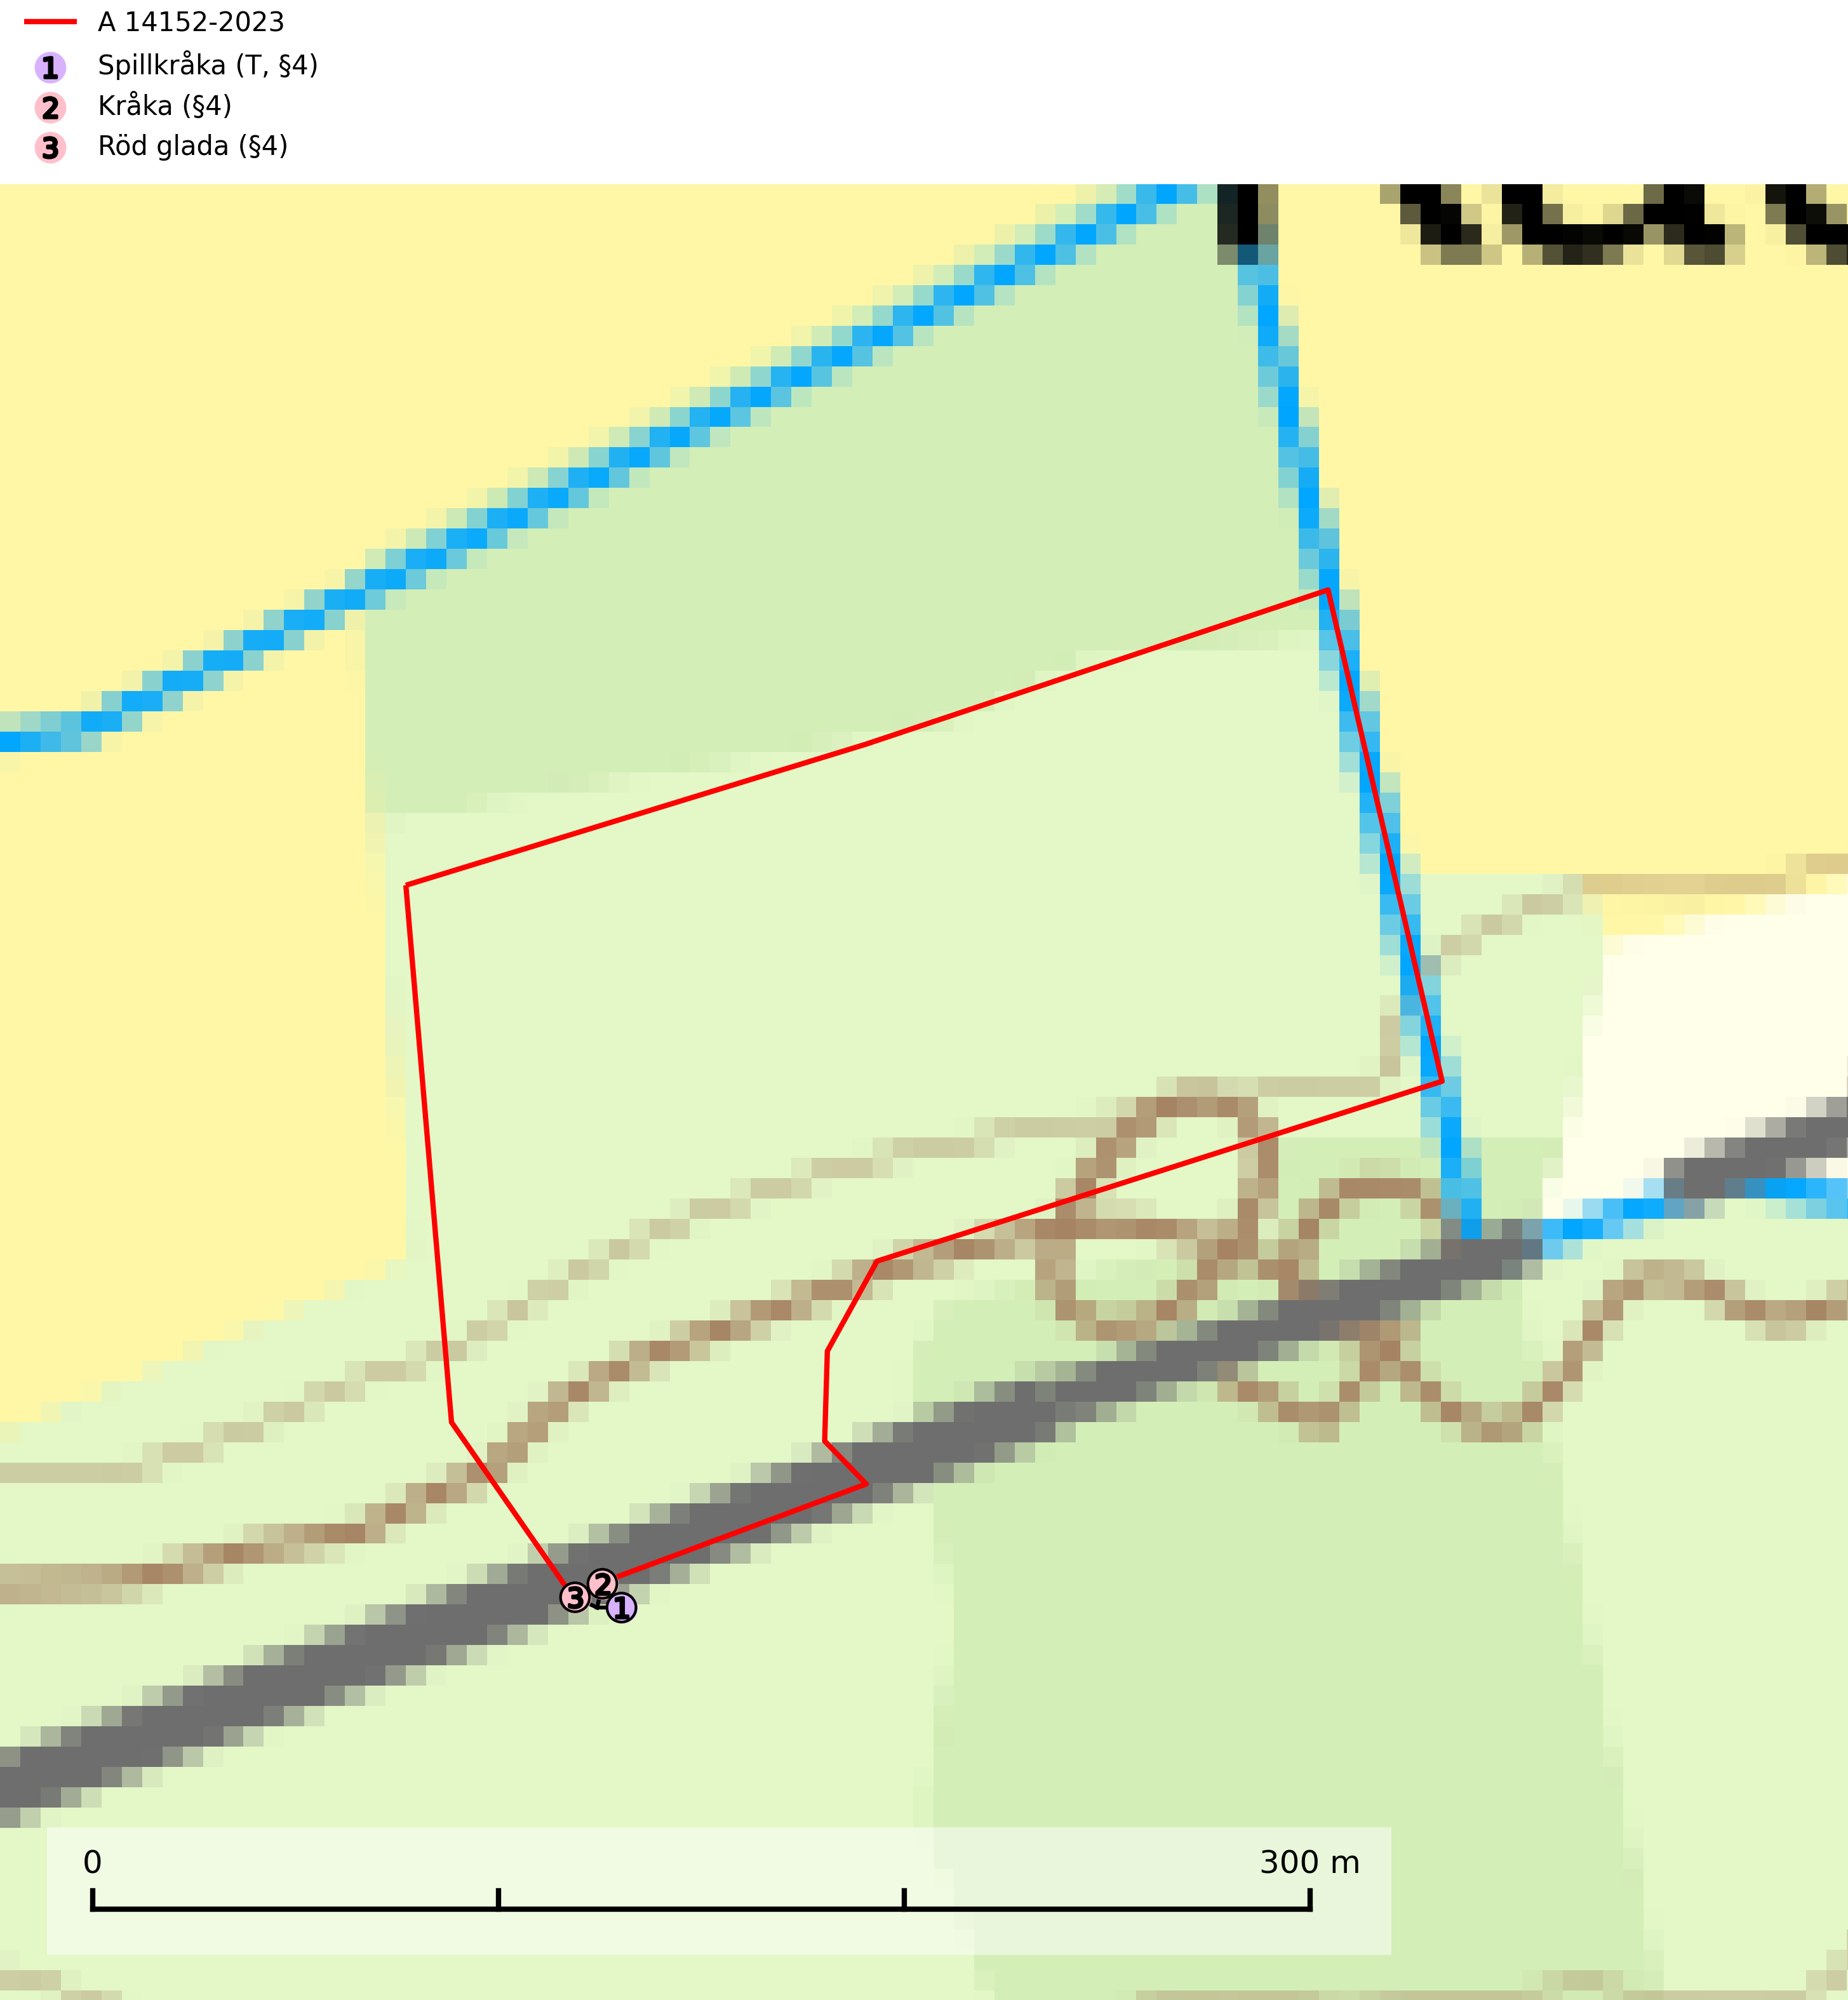 A 14152-2023
1 Spillkråka (T, §4)
2 Kråka (§4)
3 Röd glada (§4)
2
3
1
0 300 m